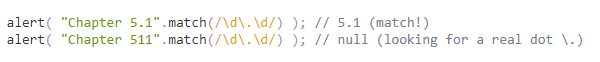 alert( "Chapter 5.1".match(/\d\.\d/) ); // 5.1 (match!)
alert( "Chapter 511".match(/\d\.\d/) ); // null (looking for a real dot \.)